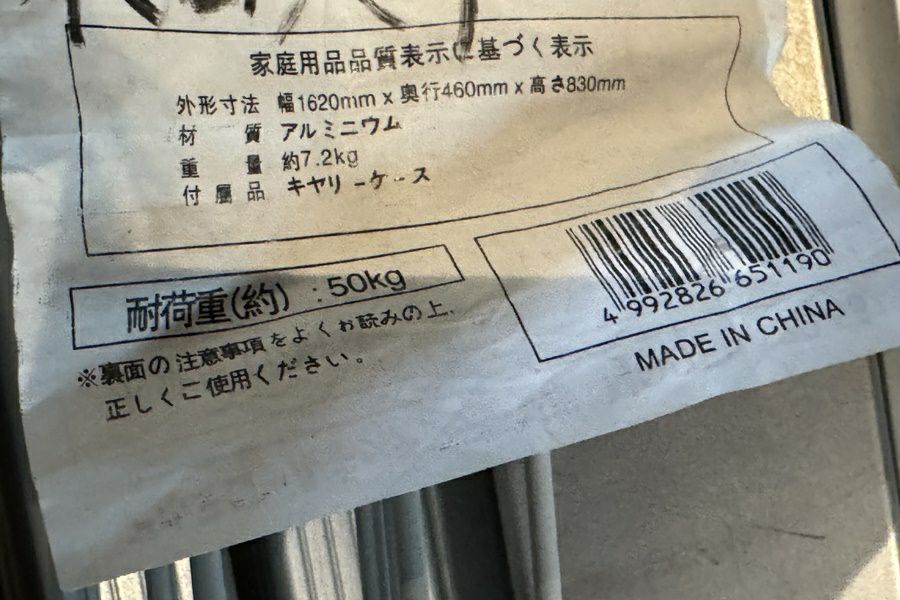 家庭用品品質表示に基づく表示
外形寸法 幅1620mm x 奥行460mm x 高さ830mm
材 質 アルミニウム
重 量 約7.2kg
付属品 キヤリーケース
耐荷重(約) : 50kg
※裏面の注意事項をよくお読みの上、
正しくご使用ください。
4 992826 651190
MADE IN CHINA